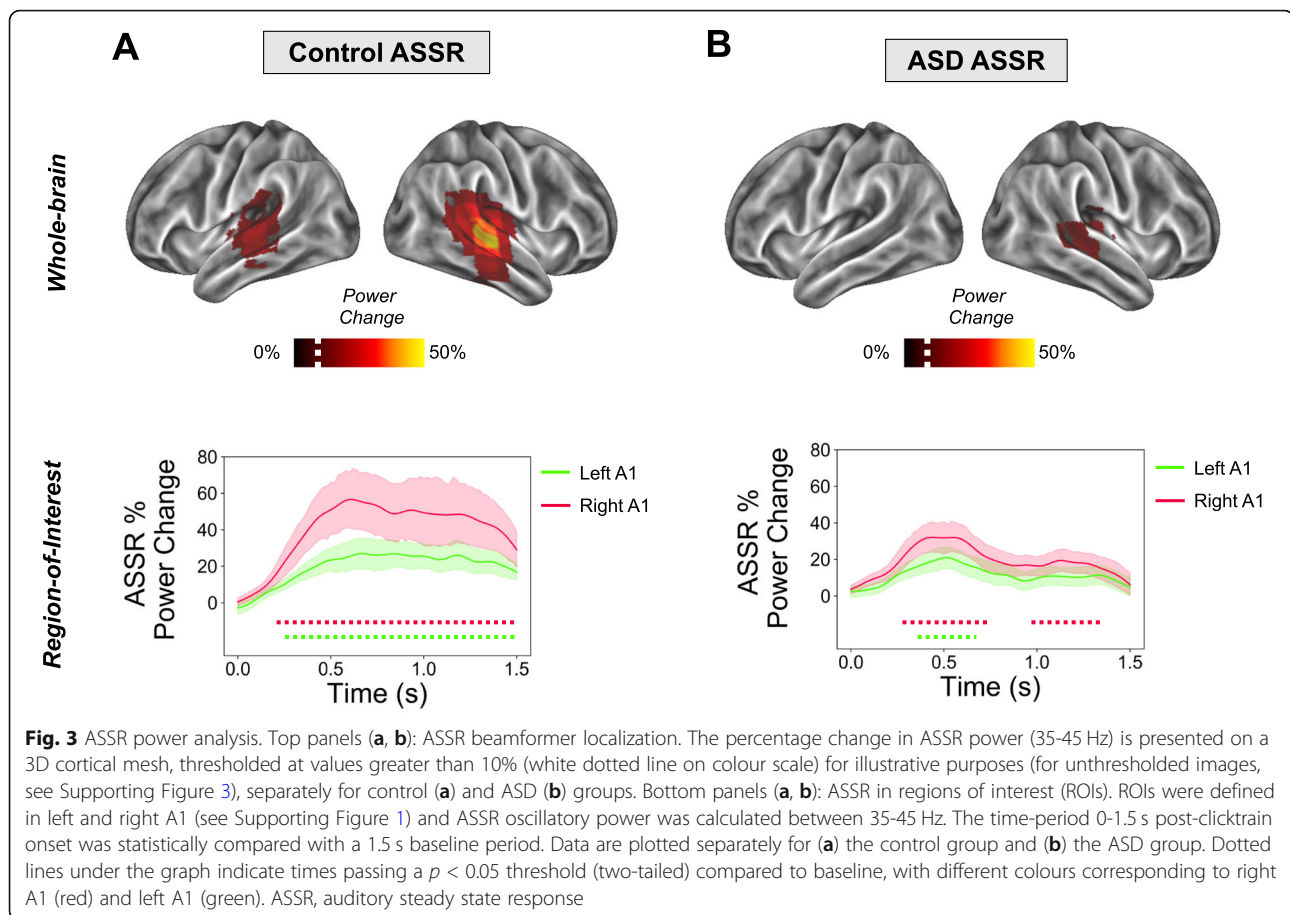 A
Control ASSR
B
ASD ASSR
Whole-brain
Power
Change
0%
50%
Power
Change
0%
50%
Region-of-Interest
ASSR %
Power Change
80
60
40
20
0
0.0
0.5
1.0
1.5
Time (s)
Left A1
Right A1
ASSR %
Power Change
80
60
40
20
0
0.0
0.5
1.0
1.5
Time (s)
Left A1
Right A1
Fig. 3 ASSR power analysis. Top panels (a, b): ASSR beamformer localization. The percentage change in ASSR power (35-45 Hz) is presented on a
3D cortical mesh, thresholded at values greater than 10% (white dotted line on colour scale) for illustrative purposes (for unthresholded images,
see Supporting Figure 3), separately for control (a) and ASD (b) groups. Bottom panels (a, b): ASSR in regions of interest (ROIs). ROIs were defined
in left and right A1 (see Supporting Figure 1) and ASSR oscillatory power was calculated between 35-45 Hz. The time-period 0-1.5 s post-clicktrain
onset was statistically compared with a 1.5 s baseline period. Data are plotted separately for (a) the control group and (b) the ASD group. Dotted
lines under the graph indicate times passing a p < 0.05 threshold (two-tailed) compared to baseline, with different colours corresponding to right
A1 (red) and left A1 (green). ASSR, auditory steady state response